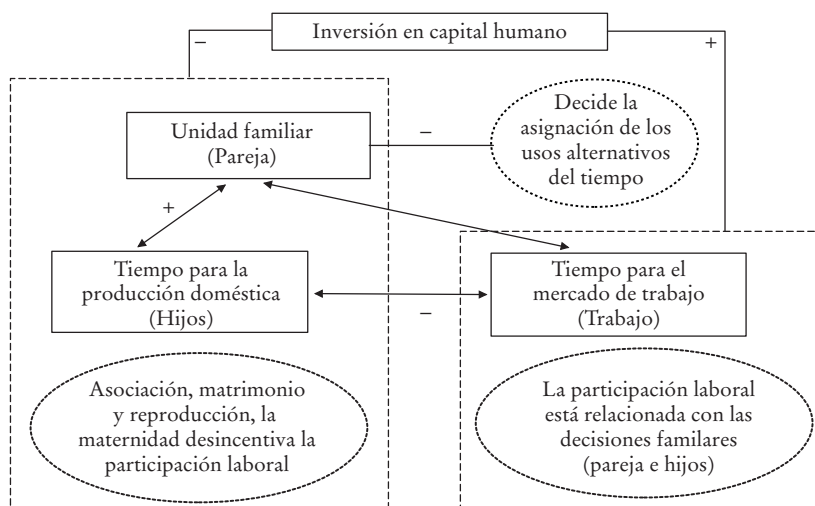 Inversión en capital humano
–
+
Decide la
asignación de los
usos alternativos
del tiempo
Unidad familiar
(Pareja)
–
+
Tiempo para la
producción doméstica
(Hijos)
Tiempo para el
mercado de trabajo
(Trabajo)
–
Asociación, matrimonio
y reproducción, la
maternidad desincentiva la
participación laboral
La participación laboral
está relacionada con las
decisiones familares
(pareja e hijos)